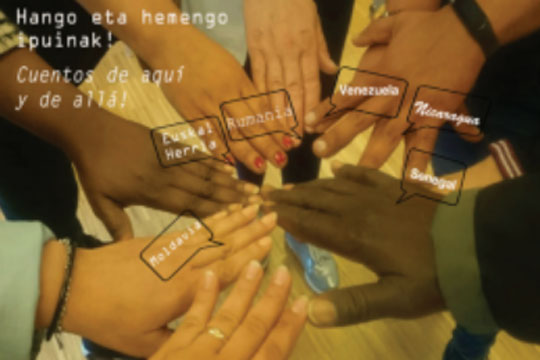 Hango eta hemengo
ipuinak!
Cuentos de aquí
y de allá!
Venezuela
Rumania
Nicaragua
Euskal
Herria
Senegal
Moldavia